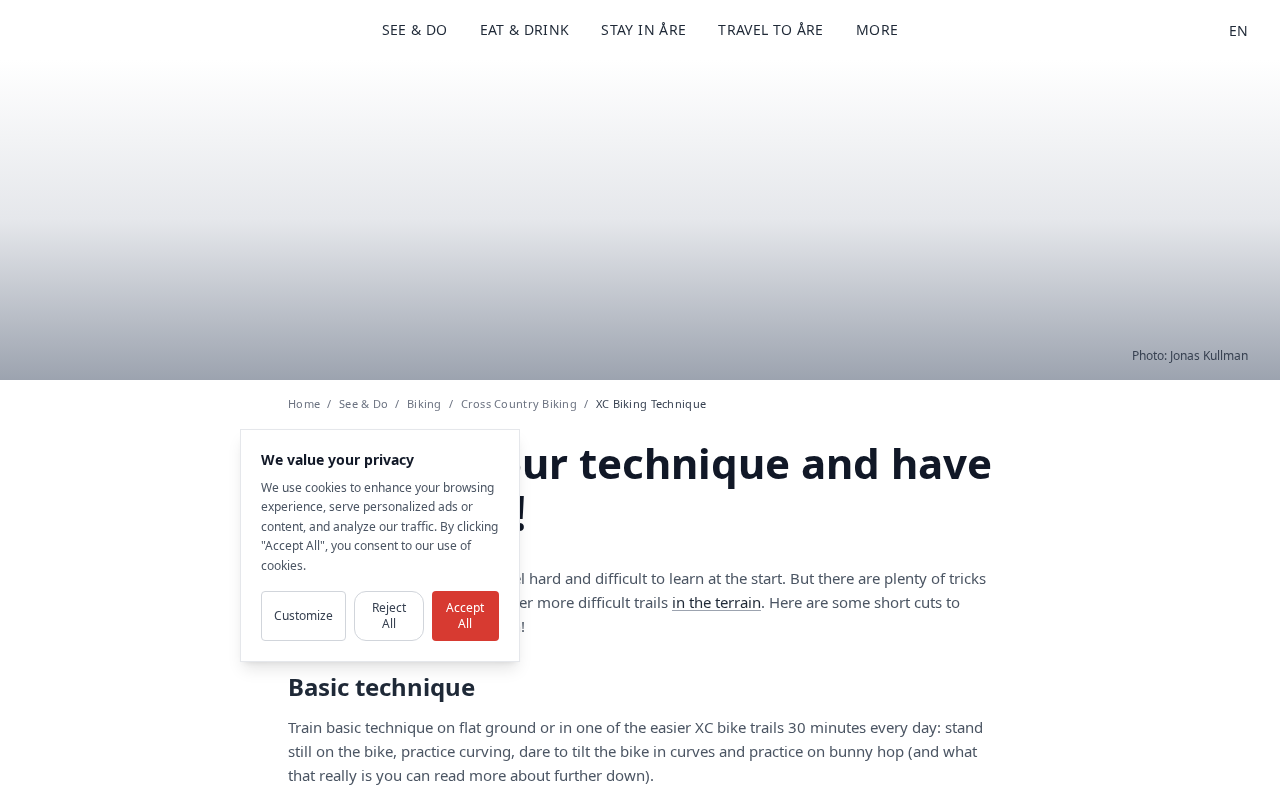 SEE & DO
EAT & DRINK
STAY IN ÅRE
TRAVEL TO ÅRE
MORE
EN
Photo: Jonas Kullman
Home / See & Do / Biking / Cross Country Biking / XC Biking Technique
our technique and have
!
We value your privacy
We use cookies to enhance your browsing
experience, serve personalized ads or
content, and analyze our traffic. By clicking
"Accept All", you consent to our use of
cookies.
Customize
Reject
All
Accept
All
hard and difficult to learn at the start. But there are plenty of tricks
more difficult trails in the terrain. Here are some short cuts to
!
Basic technique
Train basic technique on flat ground or in one of the easier XC bike trails 30 minutes every day: stand
still on the bike, practice curving, dare to tilt the bike in curves and practice on bunny hop (and what
that really is you can read more about further down).